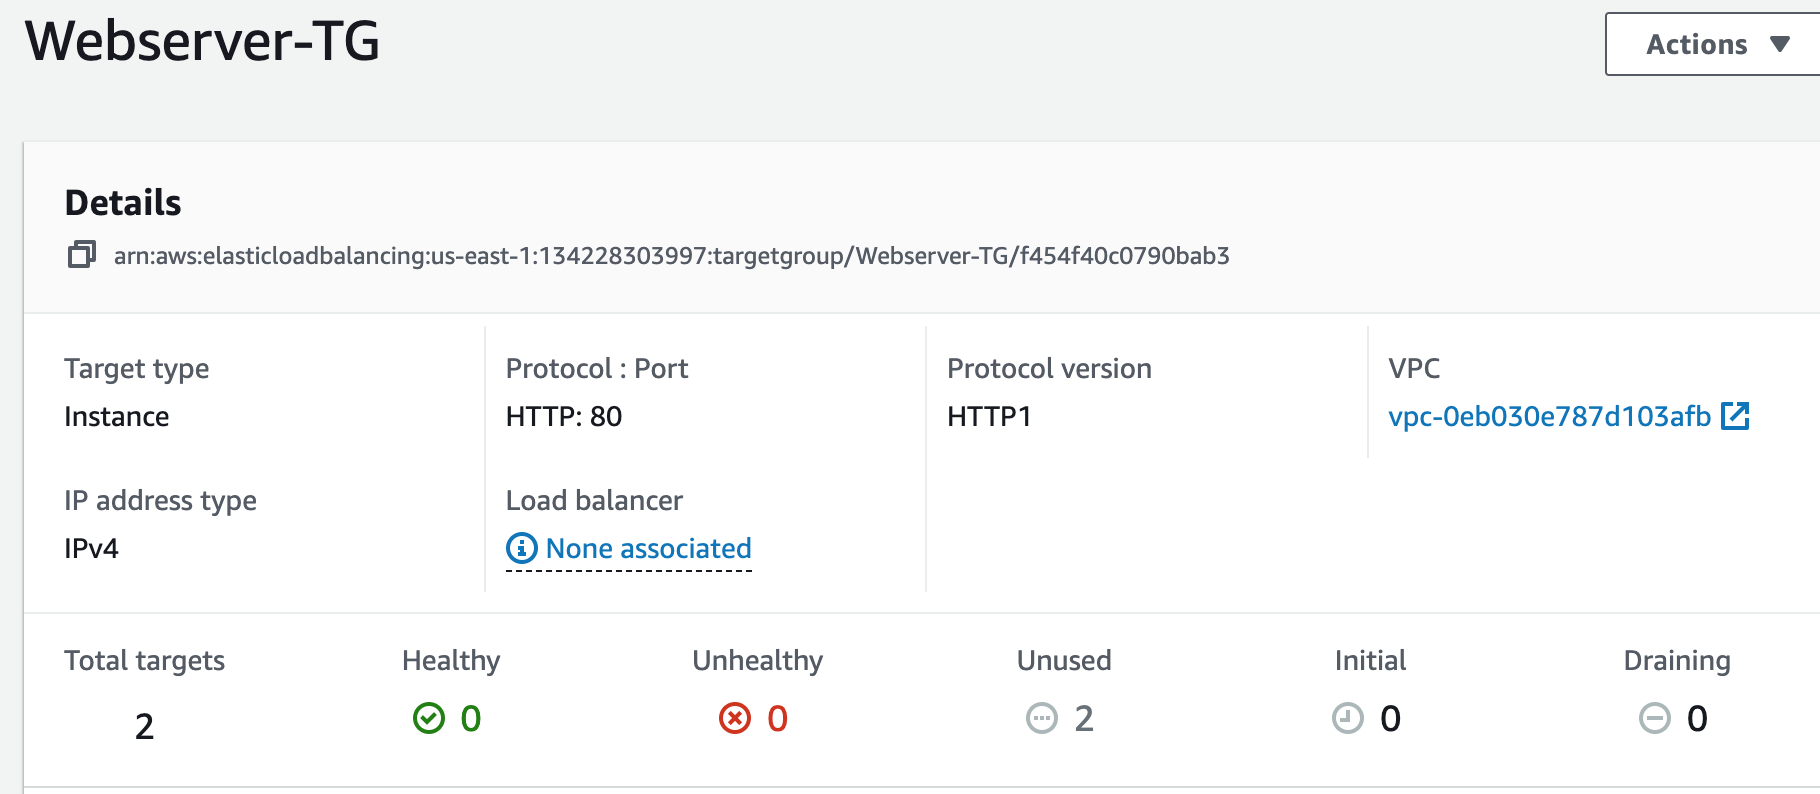 Webserver-TG
Actions
Details
arn:aws:elasticloadbalancing:us-east-1:134228303997:targetgroup/Webserver-TG/f454f40c0790bab3
Target type
Instance
Protocol : Port
HTTP: 80
Protocol version
HTTP1
VPC
vpc-0eb030e787d103afb
IP address type
IPv4
Load balancer
None associated
Total targets
2
Healthy
0
Unhealthy
0
Unused
2
Initial
0
Draining
0